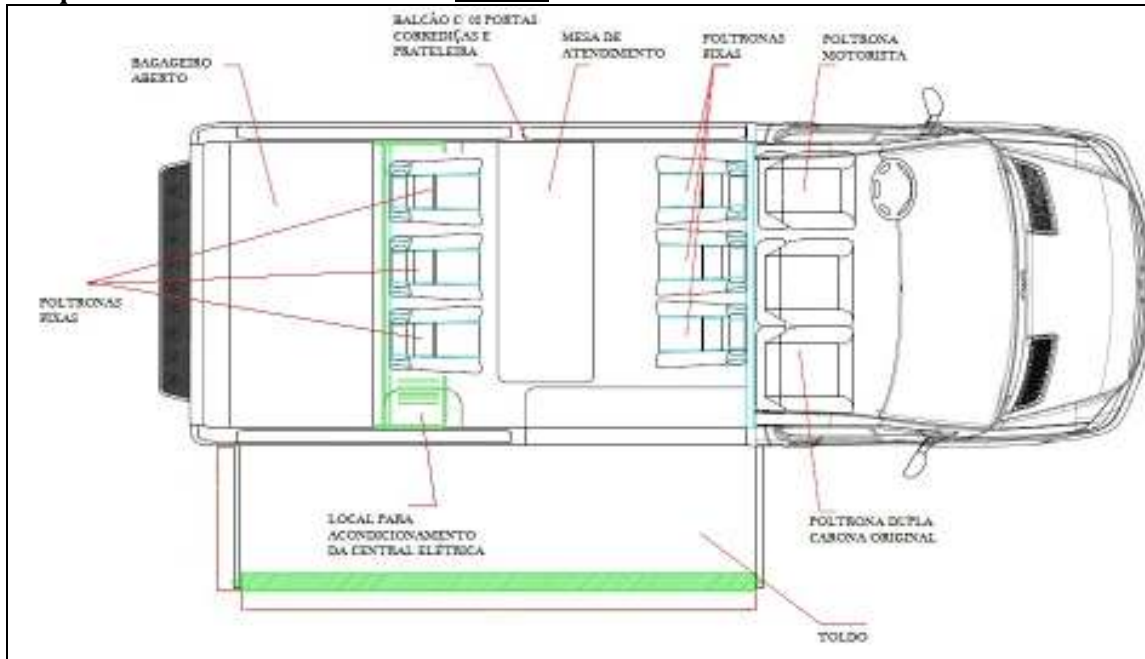 BALCÃO C/ 02 PORTAS
CORREDIÇAS E
PRATELEIRA
MESA DE
ATENDIMENTO
POLTRONAS
FIXAS
POLTRONA
MOTORISTA
BAGAGEIRO
ABERTO
POLTRONAS
FIXAS
LOCAL PARA
ACONDICIONAMENTO
DA CENTRAL ELÉTRICA
POLTRONA DUPLA
CARONA ORIGINAL
TOLDO